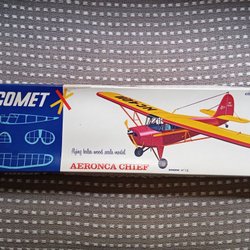 COMET
flying balsa wood scale model
AERONCA CHIEF